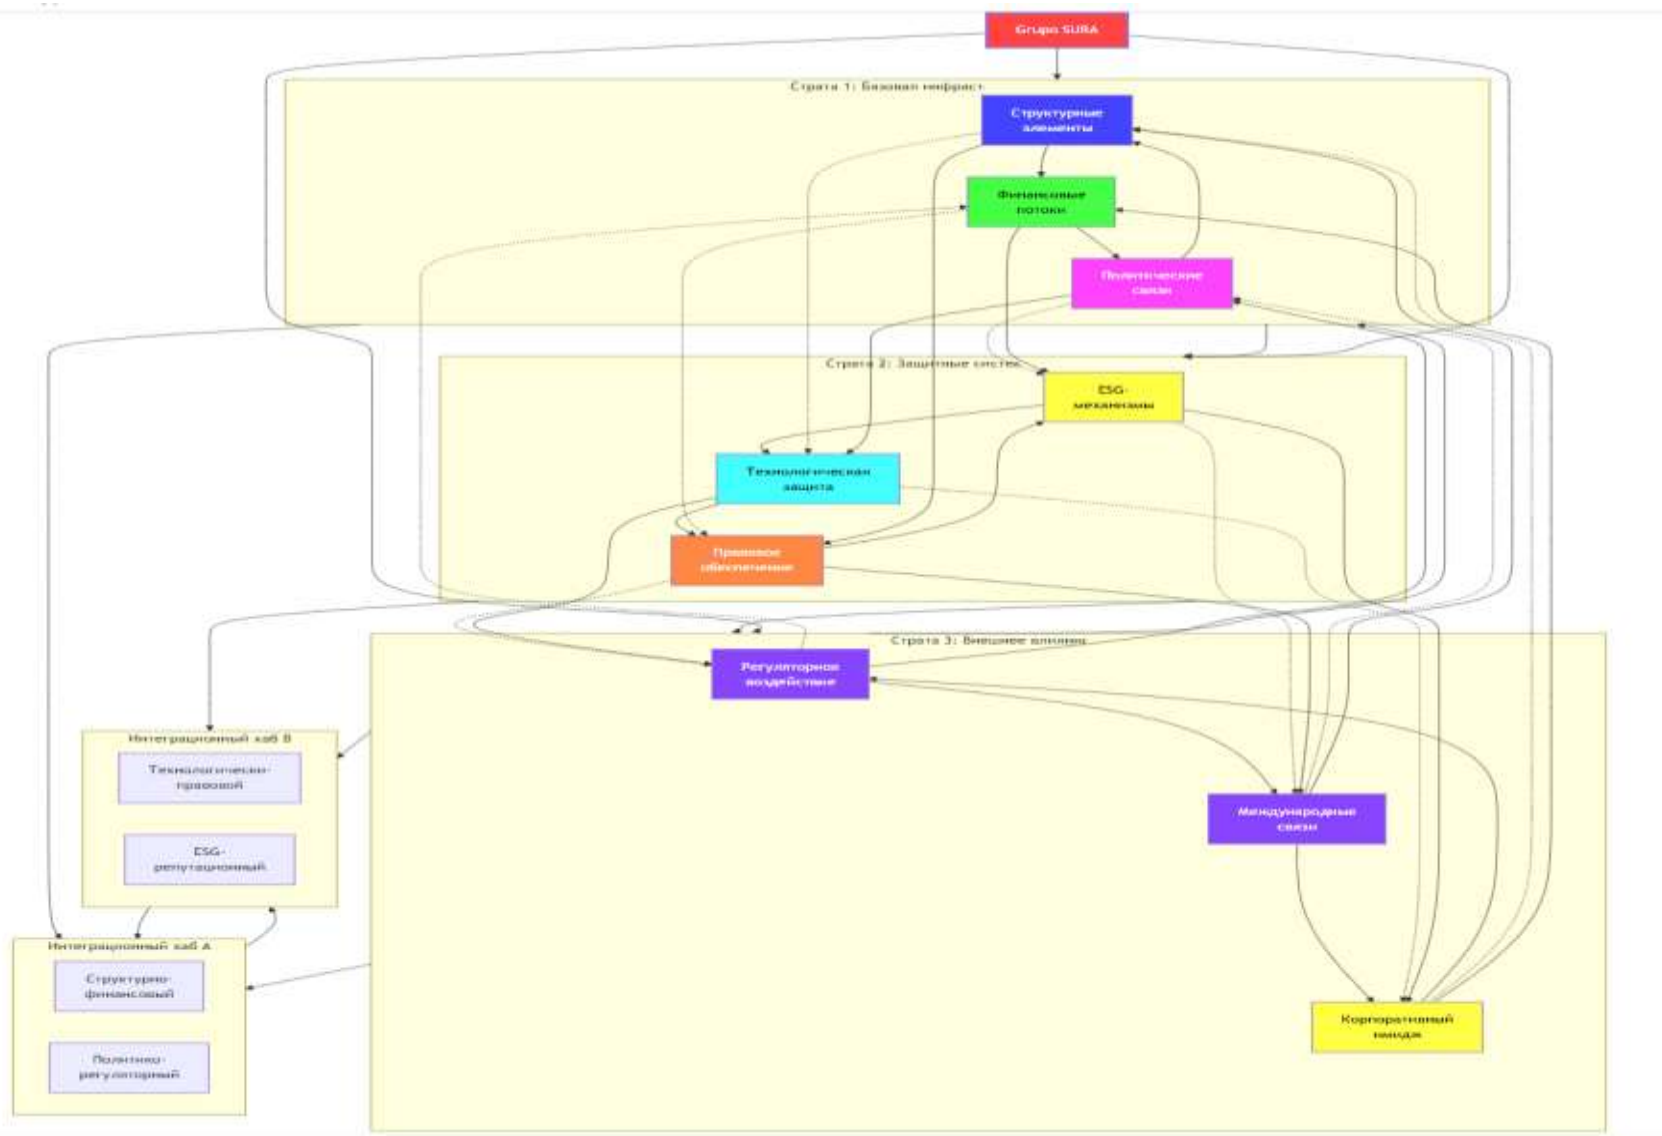 Grupo SURA
Страта 1: Базовая инфраст
Структурные
элементы
Финансовые
потоки
Политические
связи
Страта 2: Защитные систем
ESG-
механизмы
Технологическая
защита
Правовое
обеспечение
Страта 3: Внешнее влияни
Регуляторное
воздействие
Интеграционный хаб B
Технологически-
правовой
Международные
связи
ESG-
репутационный
Интеграционный хаб A
Структурно-
финансовый
Корпоративный
имидж
Политико-
регуляторный